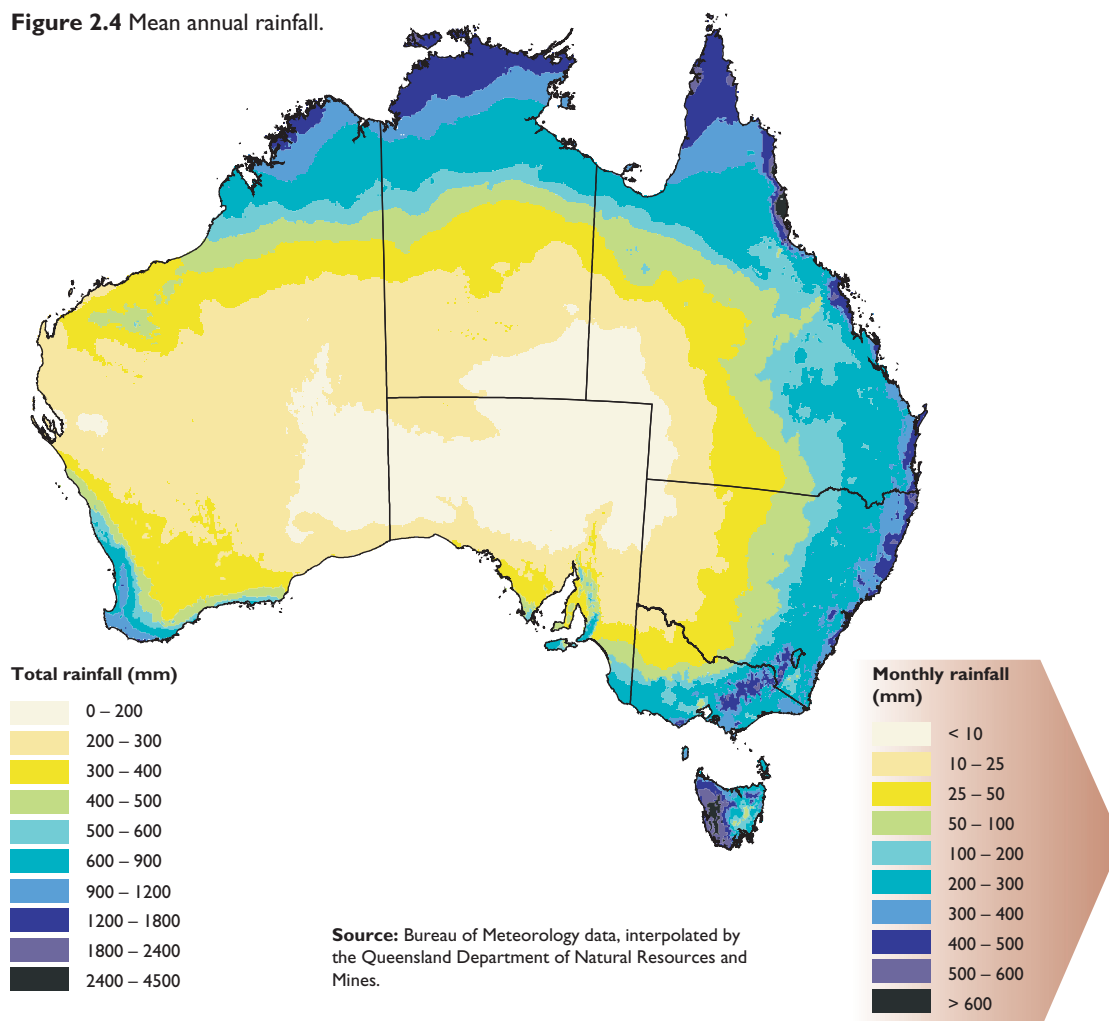 Figure 2.4 Mean annual rainfall.
Total rainfall (mm)
0 – 200
200 – 300
300 – 400
400 – 500
500 – 600
600 – 900
900 – 1200
1200 – 1800
1800 – 2400
2400 – 4500
Source: Bureau of Meteorology data, interpolated by
the Queensland Department of Natural Resources and
Mines.
Monthly rainfall
(mm)
< 10
10 – 25
25 – 50
50 – 100
100 – 200
200 – 300
300 – 400
400 – 500
500 – 600
> 600